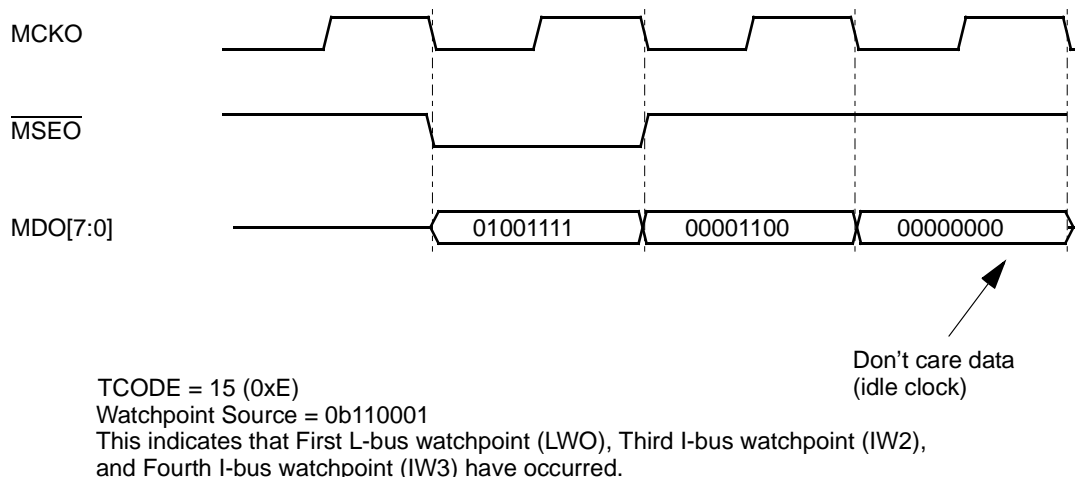 MCKO
MSEO
MDO[7:0]
01001111
00001100
00000000
Don't care data
(idle clock)
TCODE = 15 (0xE)
Watchpoint Source = 0b110001
This indicates that First L-bus watchpoint (LWO), Third I-bus watchpoint (IW2),
and Fourth I-bus watchpoint (IW3) have occurred.